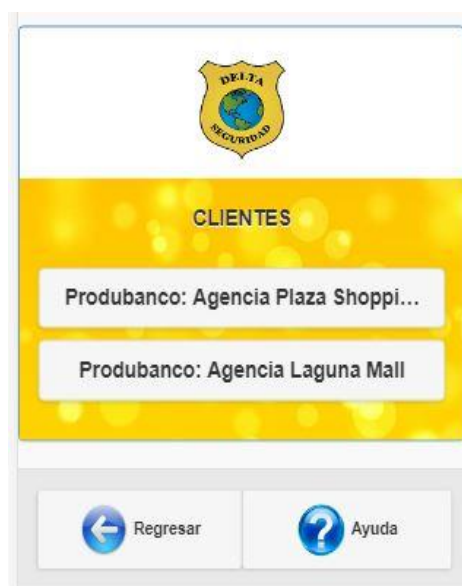 DELTA
SEGURIDAD
CLIENTES
Produbanco: Agencia Plaza Shoppi...
Produbanco: Agencia Laguna Mall
Regresar
Ayuda